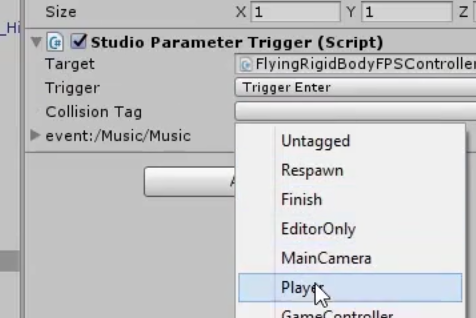 Size X 1 Y 1 Z
_Hi
Studio Parameter Trigger (Script)
Target FlyingRigidBodyFPSController
Trigger Trigger Enter
Collision Tag
event:/Music/Music
Untagged
Respawn
Finish
EditorOnly
MainCamera
Player
GameController